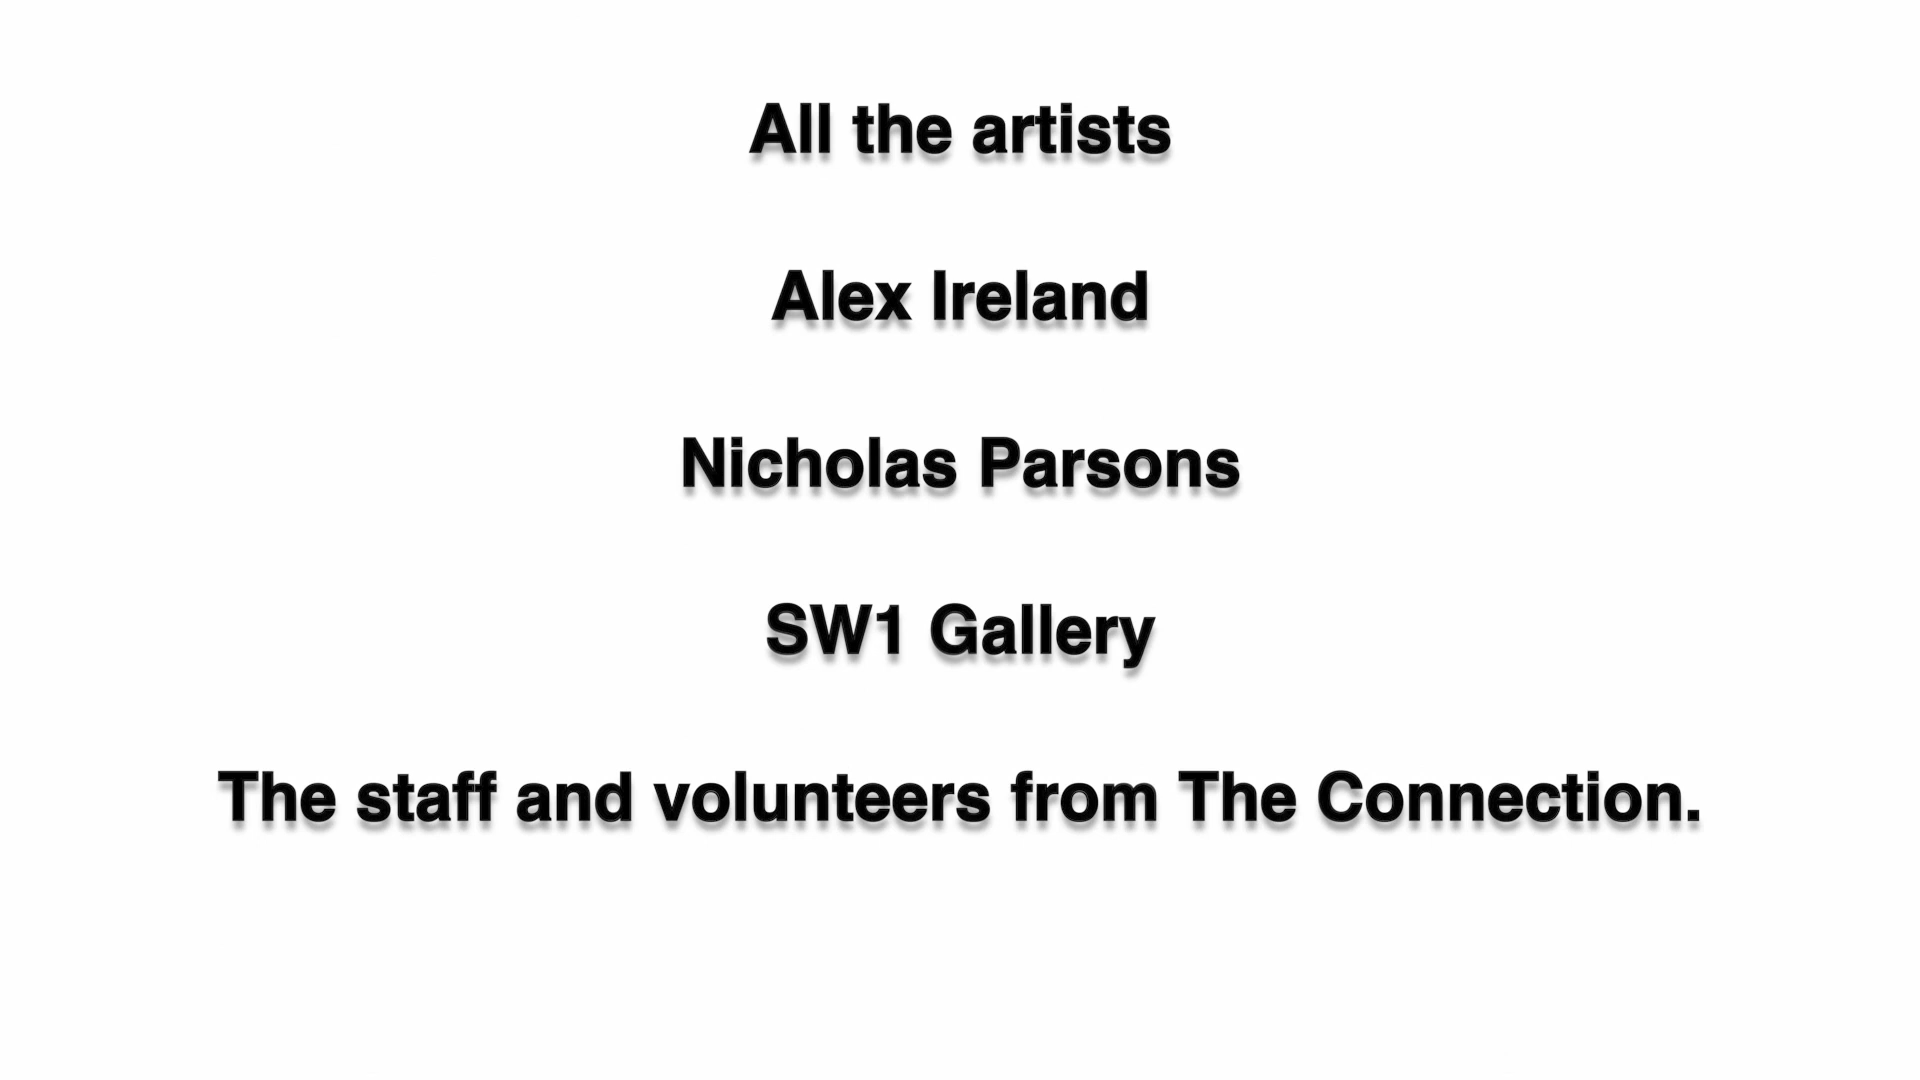 All the artists
Alex Ireland
Nicholas Parsons
SW1 Gallery
The staff and volunteers from The Connection.